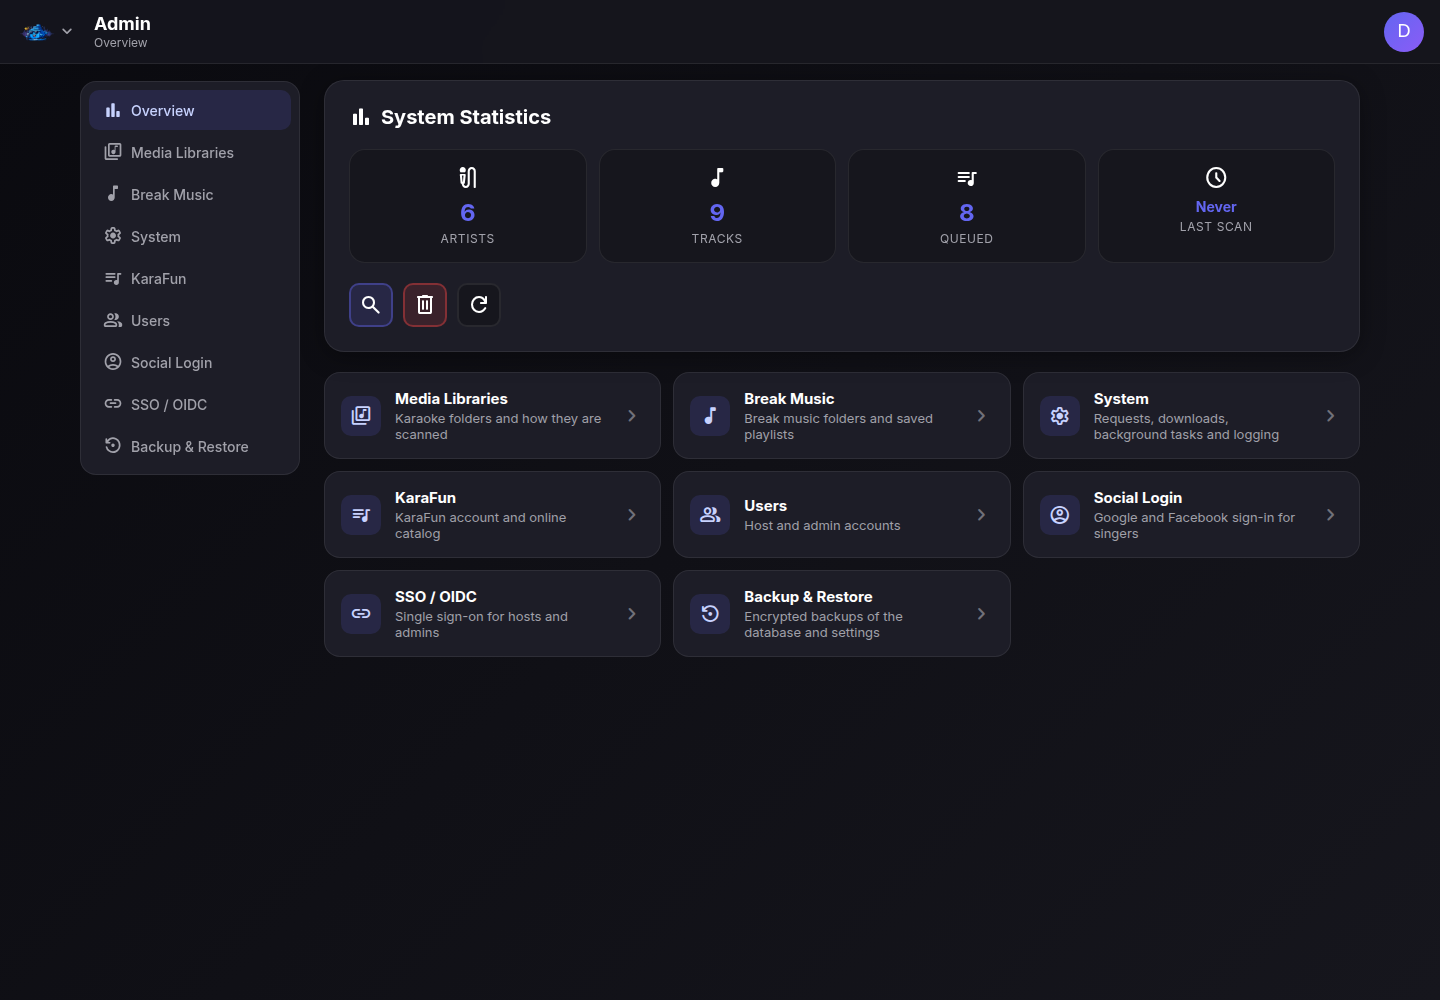 Admin
Overview
D
Overview
Media Libraries
Break Music
System
KaraFun
Users
Social Login
SSO / OIDC
Backup & Restore
System Statistics
6
ARTISTS
9
TRACKS
8
QUEUED
Never
LAST SCAN
Media Libraries
Karaoke folders and how they are
scanned
Break Music
Break music folders and saved
playlists
System
Requests, downloads,
background tasks and logging
KaraFun
KaraFun account and online
catalog
Users
Host and admin accounts
Social Login
Google and Facebook sign-in for
singers
SSO / OIDC
Single sign-on for hosts and
admins
Backup & Restore
Encrypted backups of the
database and settings